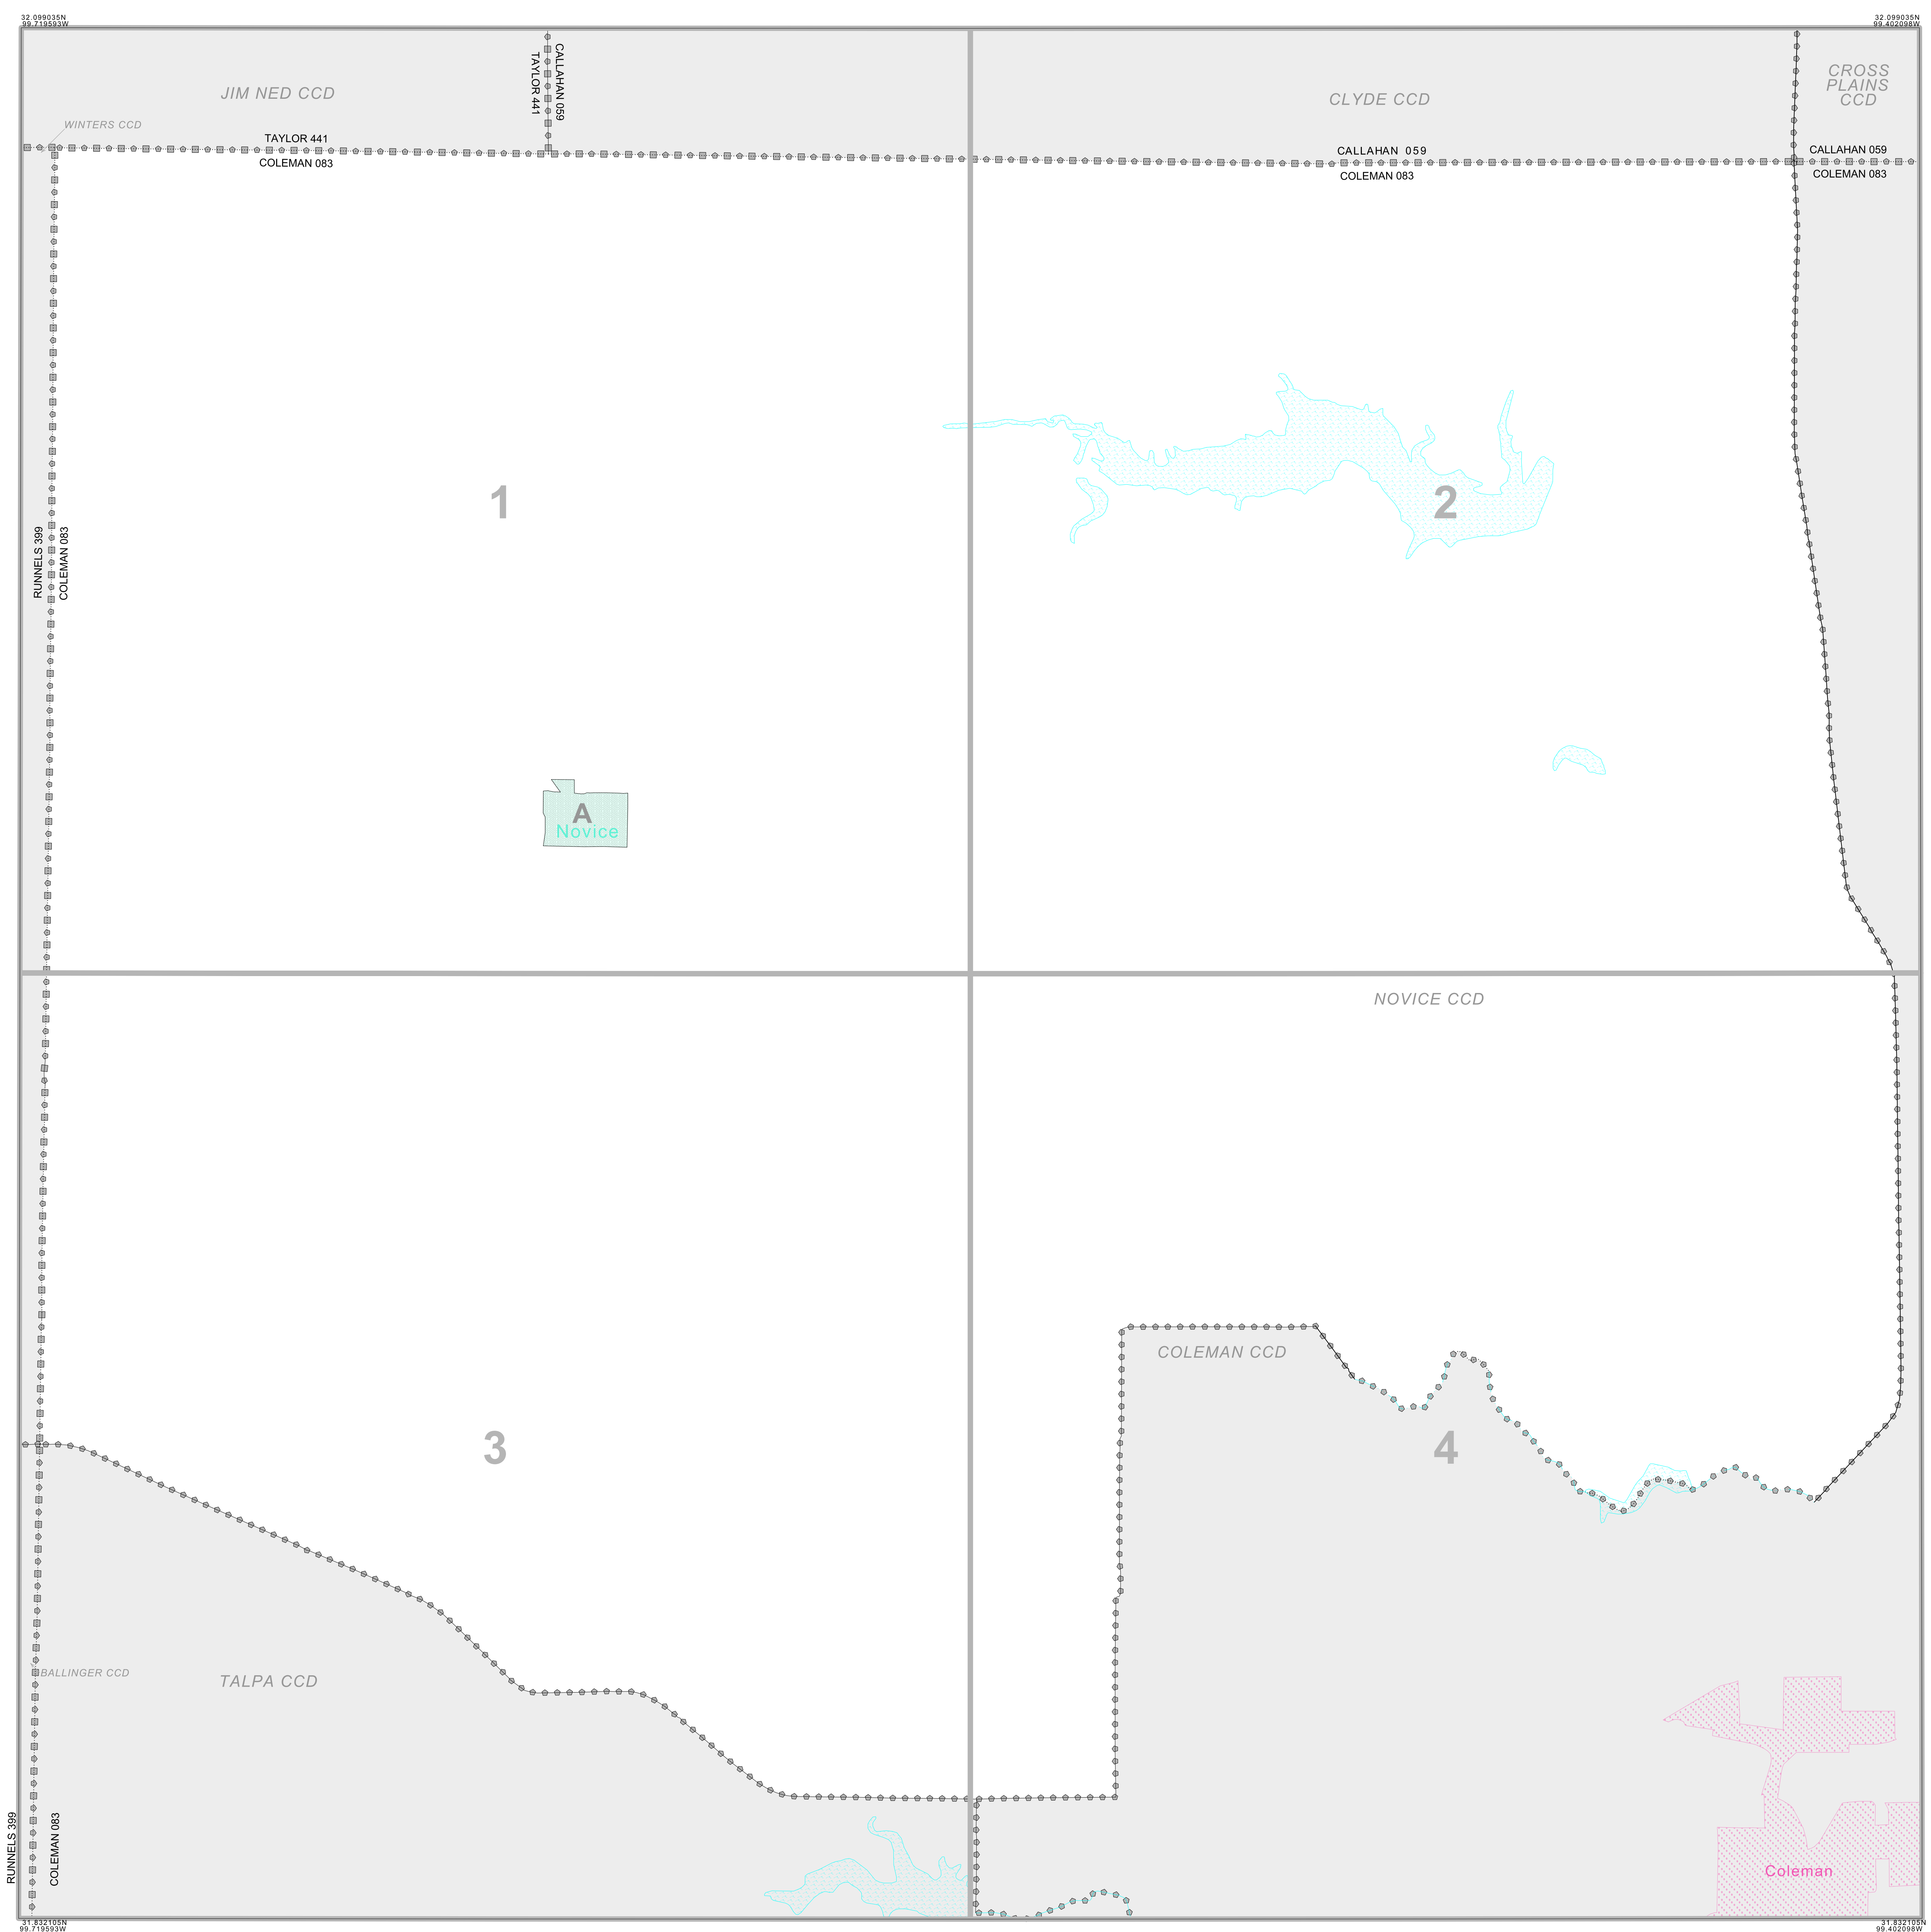 32.099035N
99.719593W
32.099035N
99.402098W
JIM NED CCD
CALLAHAN 059
TAYLOR 441
CLYDE CCD
CROSS
PLAINS
CCD
WINTERS CCD
TAYLOR 441
COLEMAN 083
CALLAHAN 059
COLEMAN 083
CALLAHAN 059
COLEMAN 083
1
2
RUNNELS 399
COLEMAN 083
A
Novice
NOVICE CCD
COLEMAN CCD
3
4
BALLINGER CCD
TALPA CCD
RUNNELS 399
COLEMAN 083
Coleman
31.832105N
99.719593W
31.832105N
99.402098W